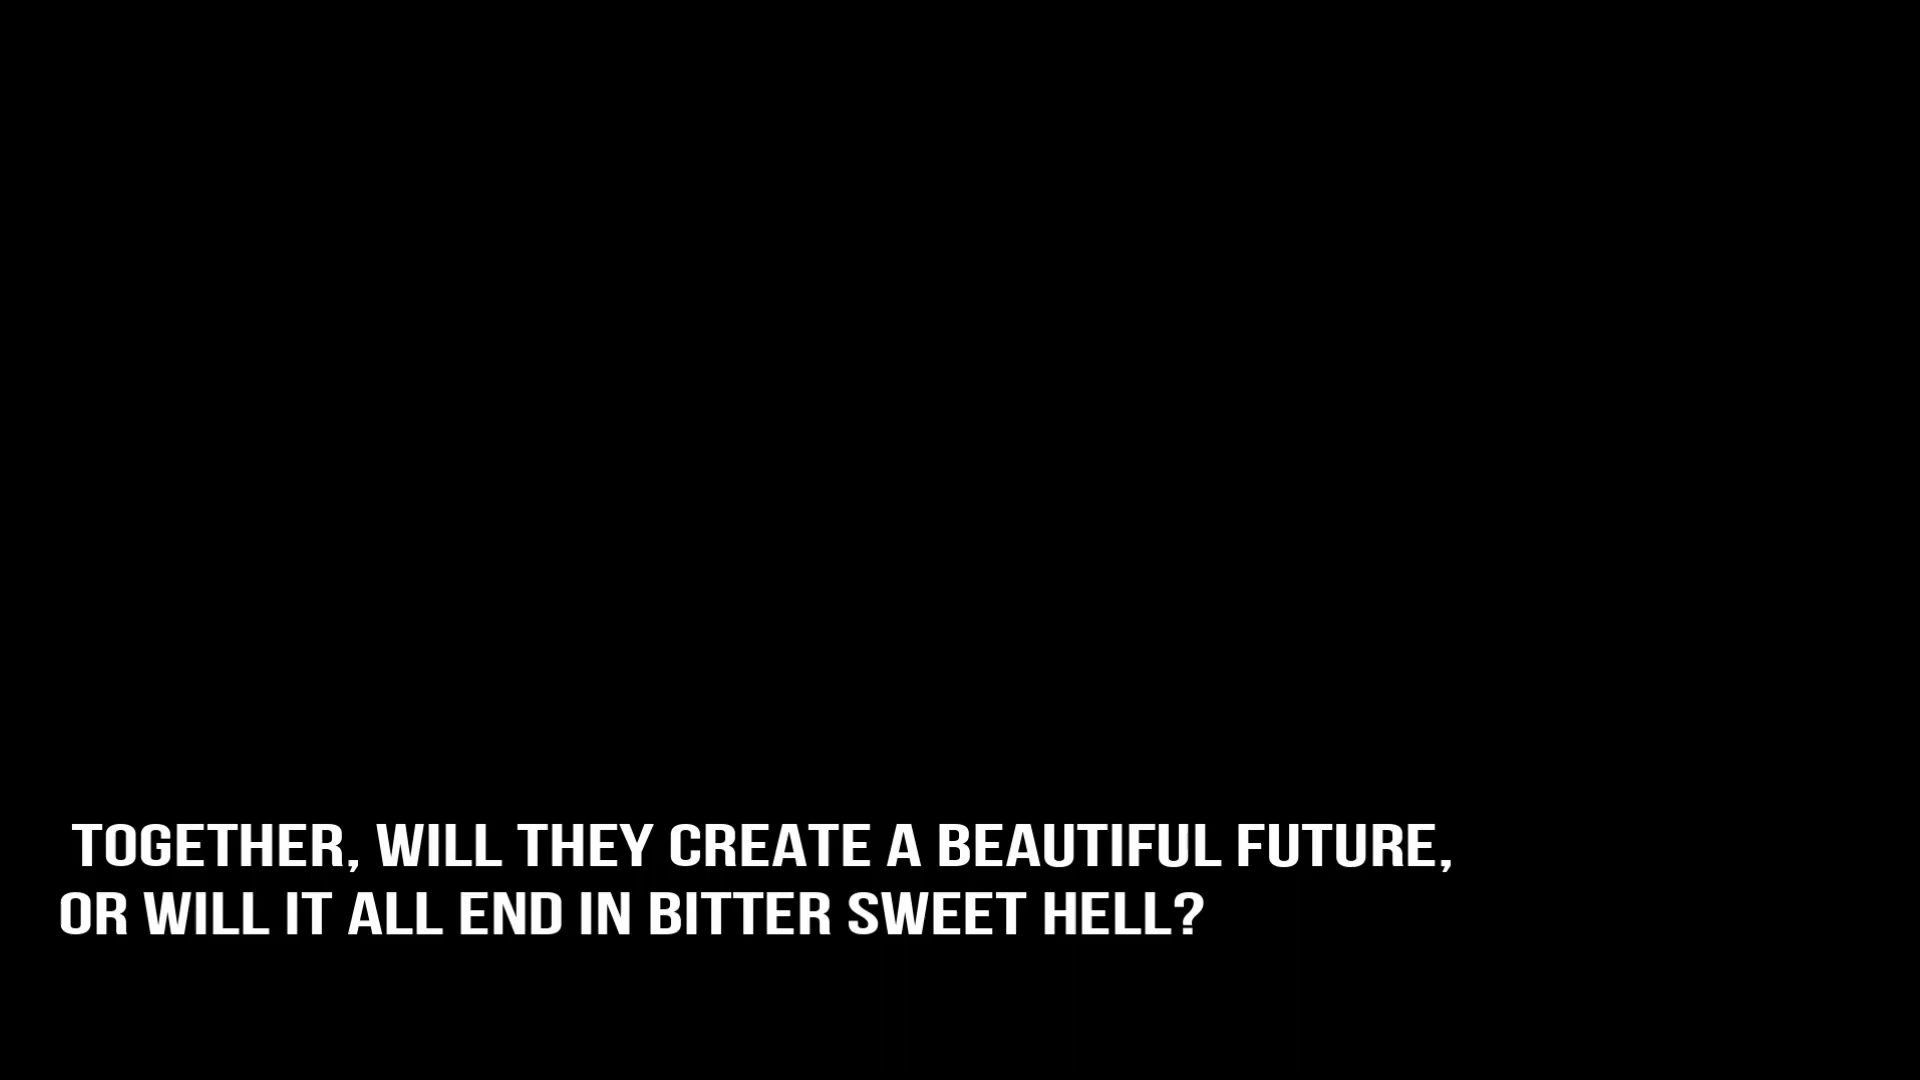 TOGETHER, WILL THEY CREATE A BEAUTIFUL FUTURE,
OR WILL IT ALL END IN BITTER SWEET HELL?